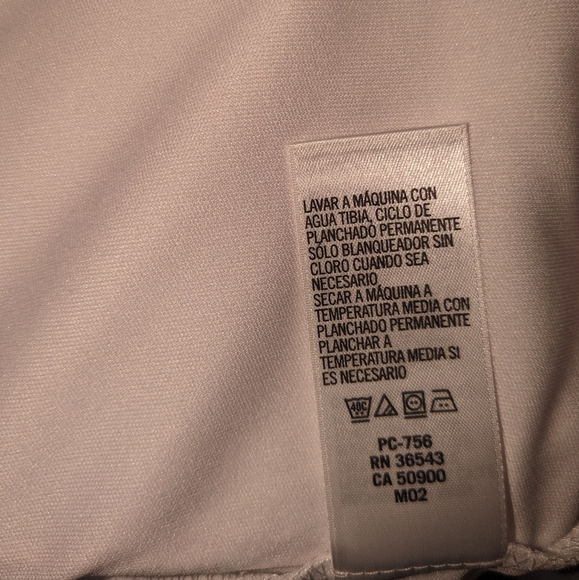 LAVAR A MÁQUINA CON
AGUA TIBIA, CICLO DE
PLANCHADO PERMANENTE
SÓLO BLANQUEADOR SIN
CLORO CUANDO SEA
NECESARIO
SECAR A MÁQUINA A
TEMPERATURA MEDIA CON
PLANCHADO PERMANENTE
PLANCHAR A
TEMPERATURA MEDIA SI
ES NECESARIO
40C
PC-756
RN 36543
CA 50900
M02